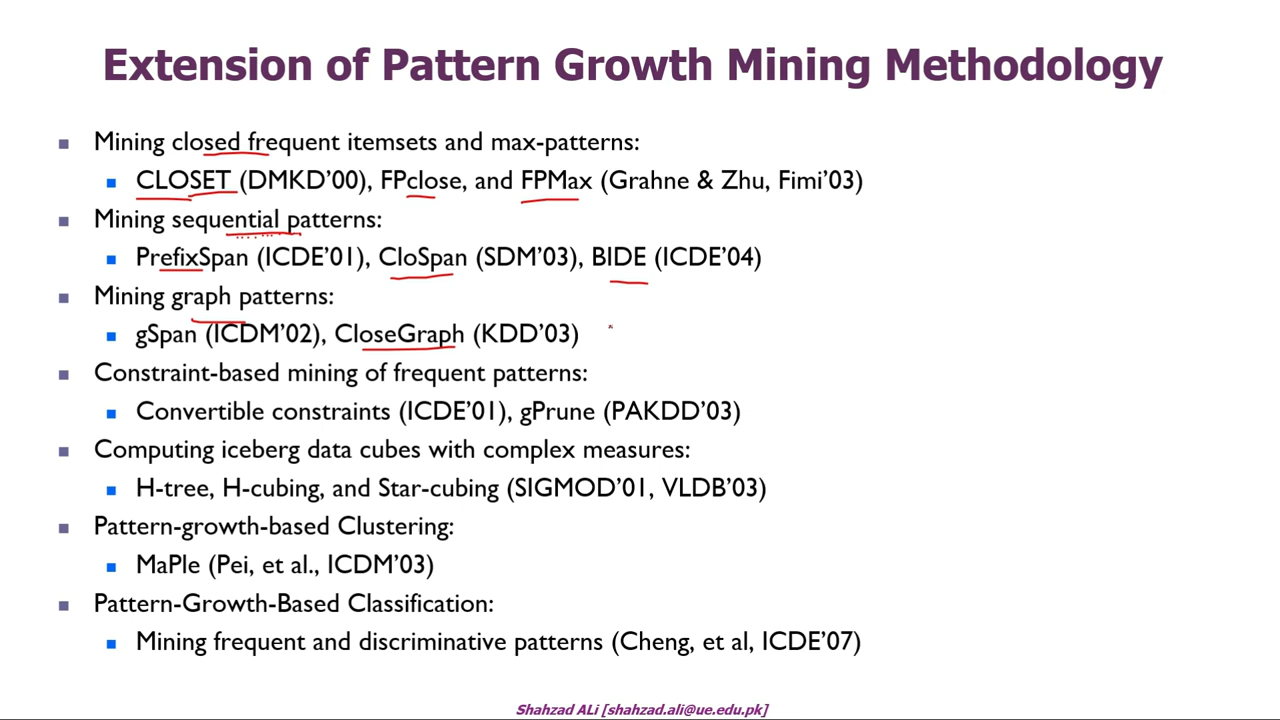 Extension of Pattern Growth Mining Methodology
Mining closed frequent itemsets and max-patterns:
CLOSET (DMKD’00), FPclose, and FPMax (Grahne & Zhu, Fimi’03)
Mining sequential patterns:
PrefixSpan (ICDE’01), CloSpan (SDM’03), BIDE (ICDE’04)
Mining graph patterns:
gSpan (ICDM’02), CloseGraph (KDD’03)
Constraint-based mining of frequent patterns:
Convertible constraints (ICDE’01), gPrune (PAKDD’03)
Computing iceberg data cubes with complex measures:
H-tree, H-cubing, and Star-cubing (SIGMOD’01, VLDB’03)
Pattern-growth-based Clustering:
MaPle (Pei, et al., ICDM’03)
Pattern-Growth-Based Classification:
Mining frequent and discriminative patterns (Cheng, et al, ICDE’07)
Shahzad ALi [shahzad.ali@ue.edu.pk]